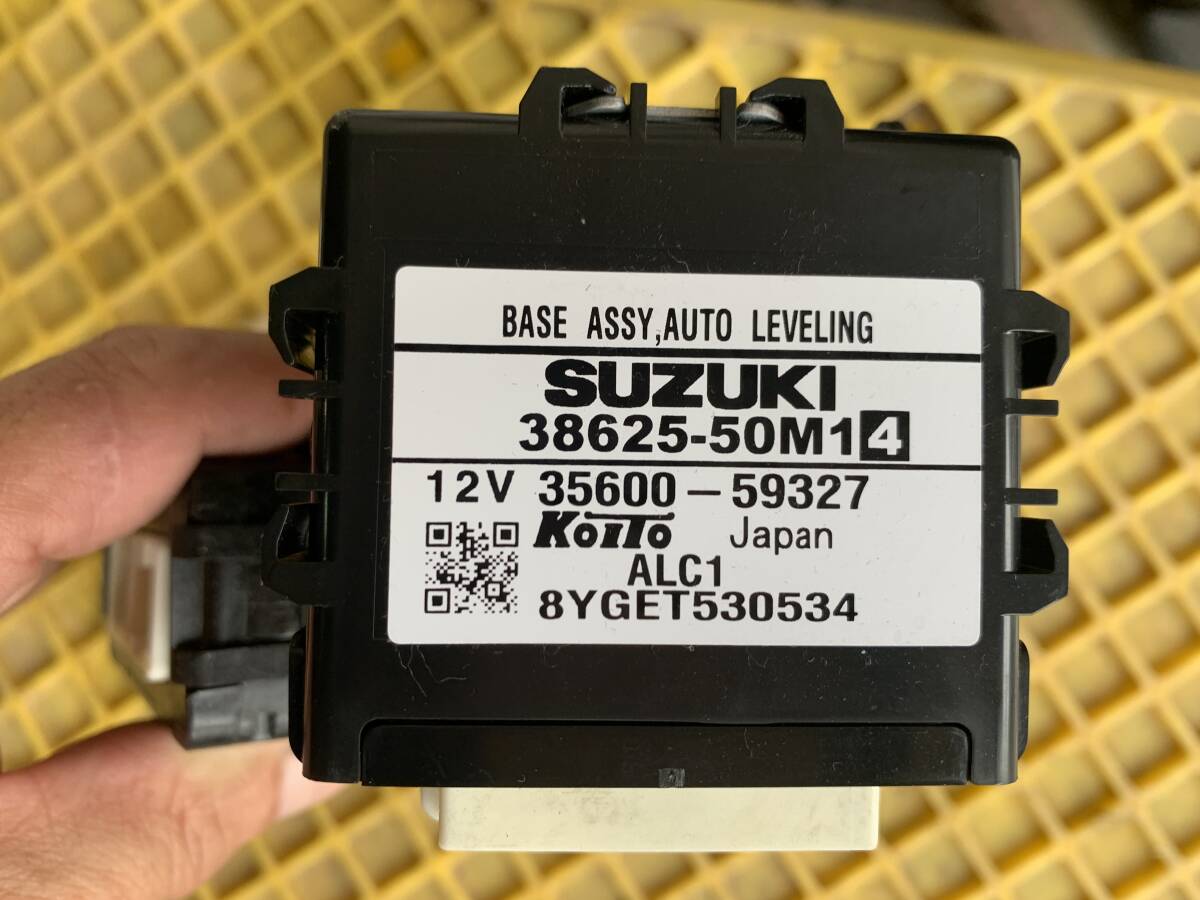 BASE ASSY,AUTO LEVELING
SUZUKI
38625-50M14
12V 35600-59327
KoiTo Japan
ALC1
8YGET530534